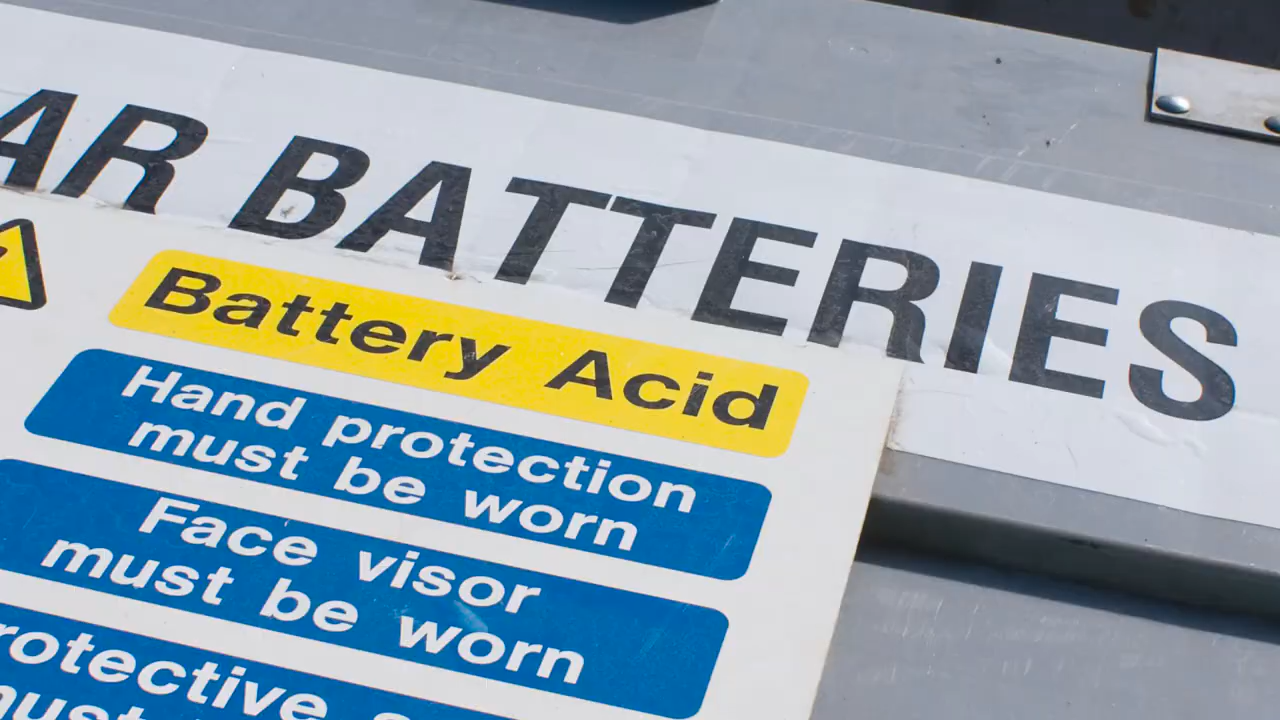 AR BATTERIES
Battery Acid
Hand protection
must be worn
Face visor
must be worn
rotective